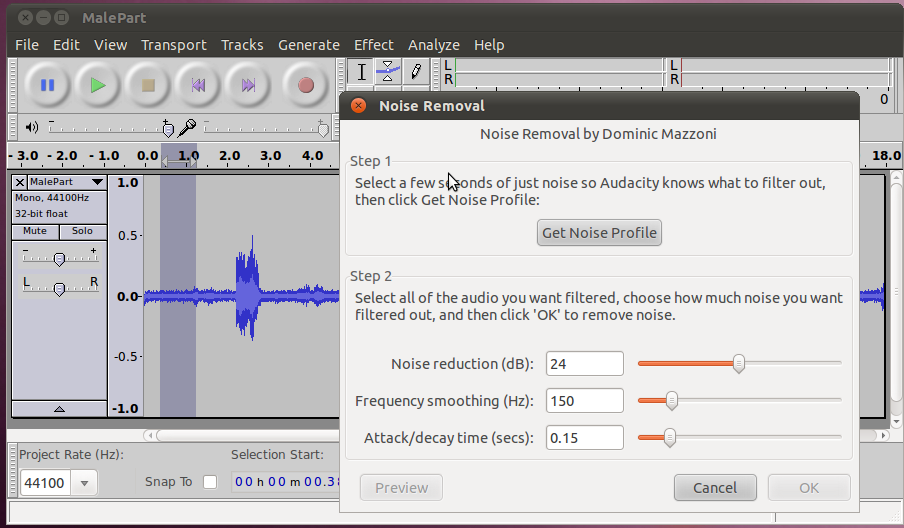 MalePart
File Edit View Transport Tracks Generate Effect Analyze Help
L
R
L
R
0
- 3.0 - 2.0 - 1.0 0.0 1.0 2.0 3.0 4.0 18.0
MalePart
Mono, 44100Hz
32-bit float
Mute Solo
- +
L R
1.0
0.5-
0.0-
-0.5-
-1.0
Noise Removal
Noise Removal by Dominic Mazzoni
Step 1
Select a few seconds of just noise so Audacity knows what to filter out,
then click Get Noise Profile:
Get Noise Profile
Step 2
Select all of the audio you want filtered, choose how much noise you want
filtered out, and then click 'OK' to remove noise.
Noise reduction (dB): 24
Frequency smoothing (Hz): 150
Attack/decay time (secs): 0.15
Preview Cancel OK
Project Rate (Hz): Selection Start:
44100 Snap To 00 h 00 m 00.38